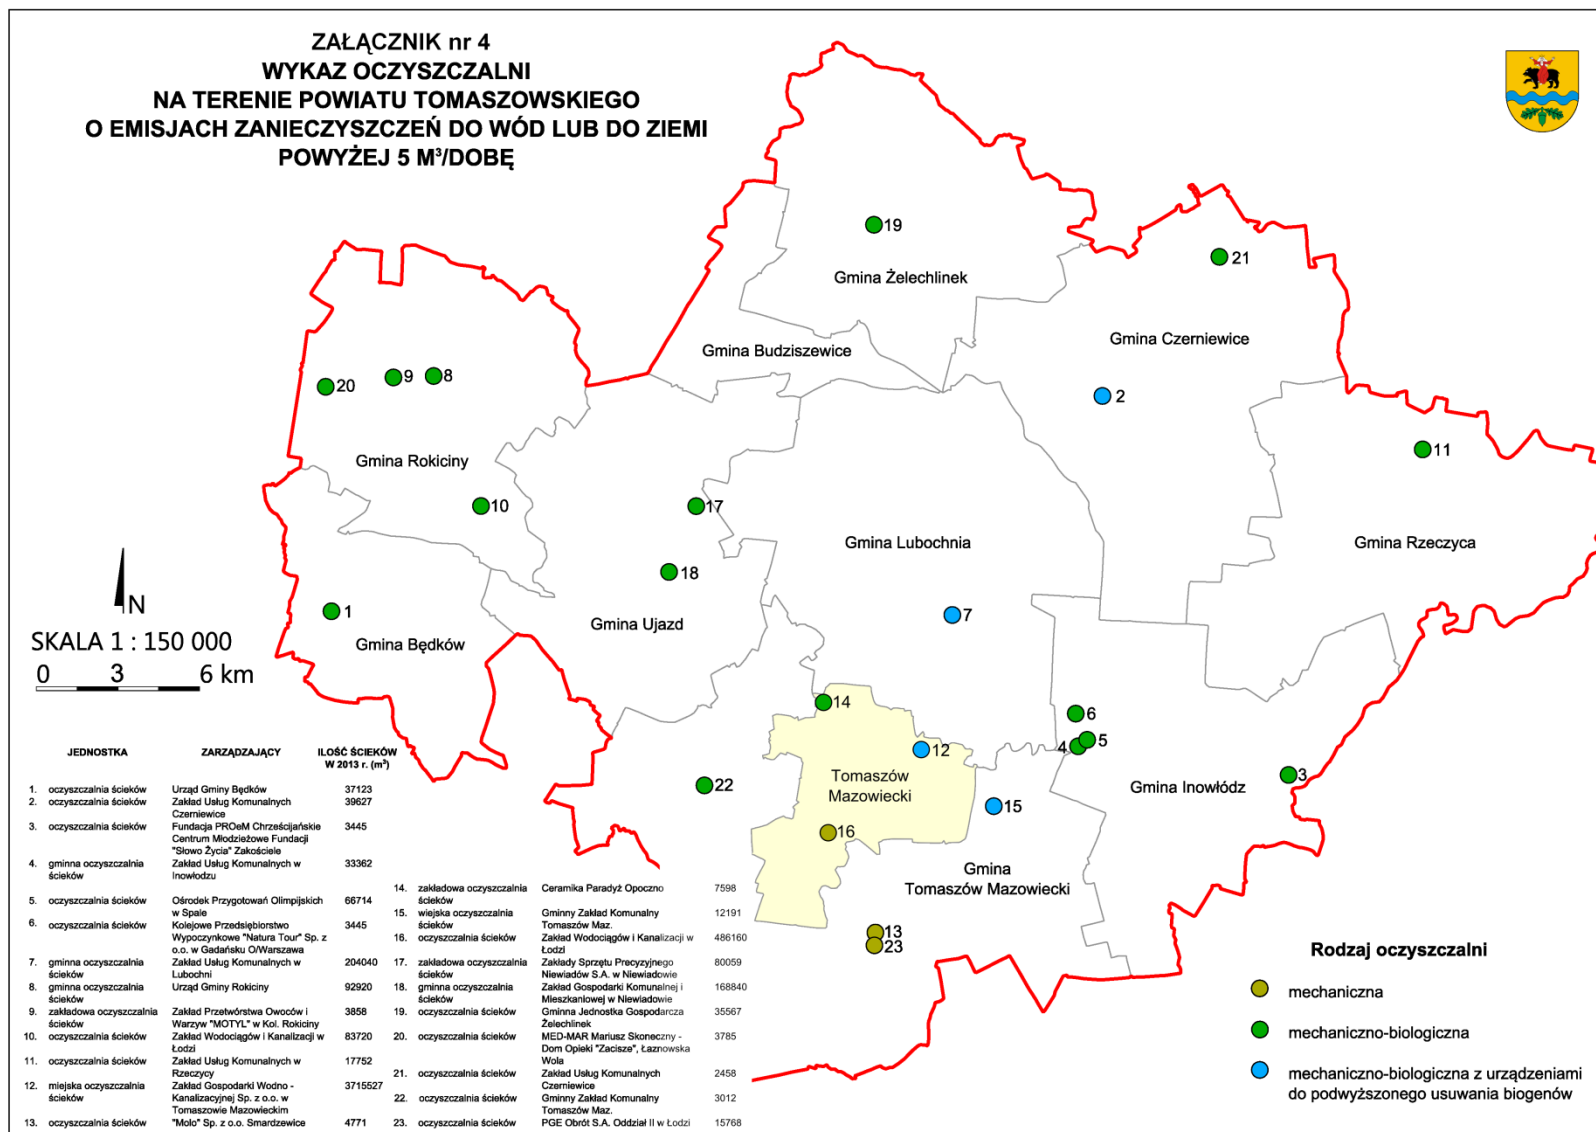 ZAŁĄCZNIK nr 4
WYKAZ OCZYSZCZALNI
NA TERENIE POWIATU TOMASZOWSKIEGO
O EMISJACH ZANIECZYSZCZEŃ DO WÓD LUB DO ZIEMI
POWYŻEJ 5 M³/DOBĘ
19
21
Gmina Żelechlinek
Gmina Czerniewice
Gmina Budziszewice
20
9
8
2
11
Gmina Rokiciny
10
17
Gmina Lubochnia
Gmina Rzeczyca
18
1
7
Gmina Ujazd
Gmina Będków
N
SKALA 1 : 150 000
0 3 6 km
14
6
5
4
12
3
22
Tomaszów
Mazowiecki
Gmina Inowłódz
15
16
Gmina
Tomaszów Mazowiecki
13
23
JEDNOSTKA ZARZĄDZAJĄCY ILOŚĆ ŚCIEKÓW
W 2013 r. (m³)
1. oczyszczalnia ścieków Urząd Gminy Będków 37123
2. oczyszczalnia ścieków Zakład Usług Komunalnych 39627
Czerniewice
3. oczyszczalnia ścieków Fundacja PROeM Chrześcijańskie 3445
Centrum Młodzieżowe Fundacji
"Słowo Życia" Zakościele
4. gminna oczyszczalnia Zakład Usług Komunalnych w 33362
ścieków Inowłodzu
5. oczyszczalnia ścieków Ośrodek Przygotowań Olimpijskich 66714
w Spale
6. oczyszczalnia ścieków Kolejowe Przedsiębiorstwo 3445
Wypoczynkowe "Natura Tour" Sp. z
o.o. w Gadańsku O/Warszawa
7. gminna oczyszczalnia Zakład Usług Komunalnych w 204040
ścieków Lubochni
8. gminna oczyszczalnia Urząd Gminy Rokiciny 92920
ścieków
9. zakładowa oczyszczalnia Zakład Przetwórstwa Owoców i 3858
ścieków Warzyw "MOTYL" w Kol. Rokiciny
10. oczyszczalnia ścieków Zakład Wodociągów i Kanalizacji w 83720
Łodzi
11. oczyszczalnia ścieków Zakład Usług Komunalnych w 17752
Rzeczycy
12. miejska oczyszczalnia Zakład Gospodarki Wodno - 3715527
ścieków Kanalizacyjnej Sp. z o.o. w
Tomaszowie Mazowieckim
13. oczyszczalnia ścieków "Molo" Sp. z o.o. Smardzewice 4771
14. zakładowa oczyszczalnia Ceramika Paradyż Opoczno 7598
ścieków
15. wiejska oczyszczalnia Gminny Zakład Komunalny 12191
ścieków Tomaszów Maz.
16. oczyszczalnia ścieków Zakład Wodociągów i Kanalizacji w 486160
Łodzi
17. zakładowa oczyszczalnia Zakłady Sprzętu Precyzyjnego 80059
ścieków Niewiadów S.A. w Niewiadowie
18. gminna oczyszczalnia Zakład Gospodarki Komunalnej i 168840
ścieków Mieszkaniowej w Niewiadowie
19. oczyszczalnia ścieków Gminna Jednostka Gospodarcza 35567
Żelechlinek
20. oczyszczalnia ścieków MED-MAR Mariusz Skoneczny - 3785
Dom Opieki "Zacisze", Łaznowska
Wola
21. oczyszczalnia ścieków Zakład Usług Komunalnych 2458
Czerniewice
22. oczyszczalnia ścieków Gminny Zakład Komunalny 3012
Tomaszów Maz.
23. oczyszczalnia ścieków PGE Obrót S.A. Oddział II w Łodzi 15768
Rodzaj oczyszczalni
mechaniczna
mechaniczno-biologiczna
mechaniczno-biologiczna z urządzeniami
do podwyższonego usuwania biogenów